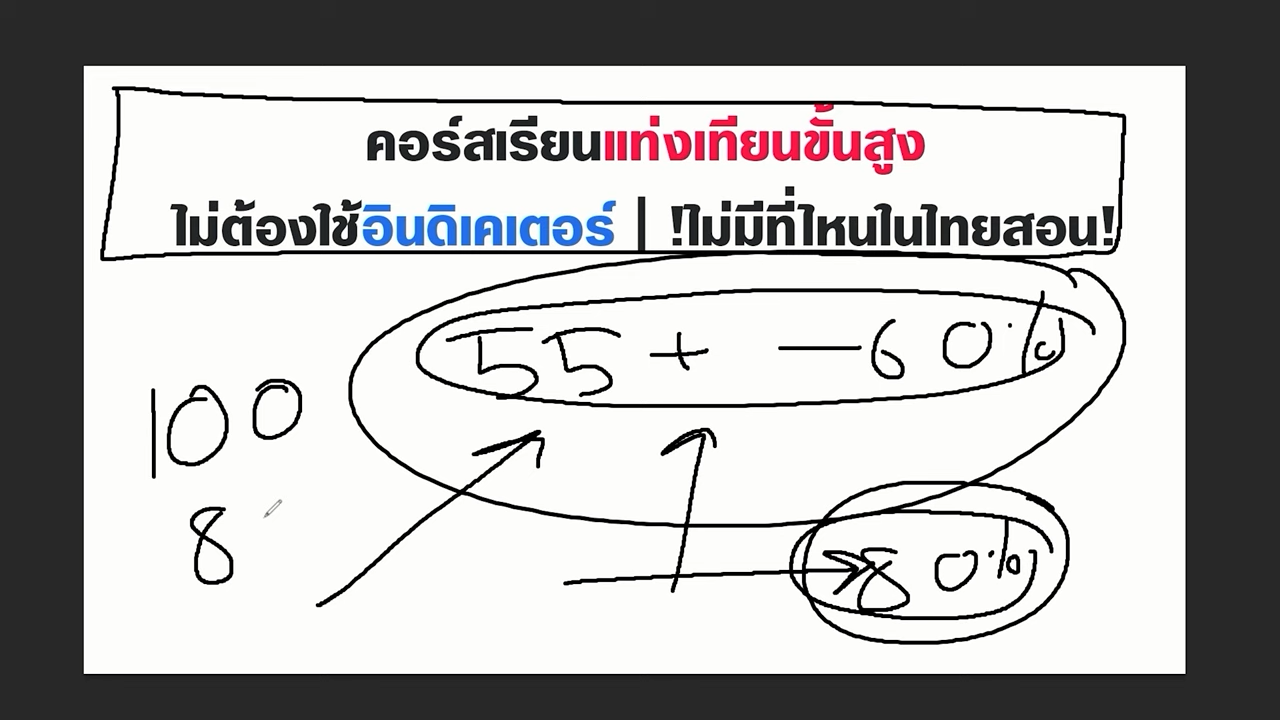 คอร์สเรียนแท่งเทียนขั้นสูง
ไม่ต้องใช้อินดิเคเตอร์ | !ไม่มีที่ไหนในไทยสอน!
55+ - 60%
100
8
80%